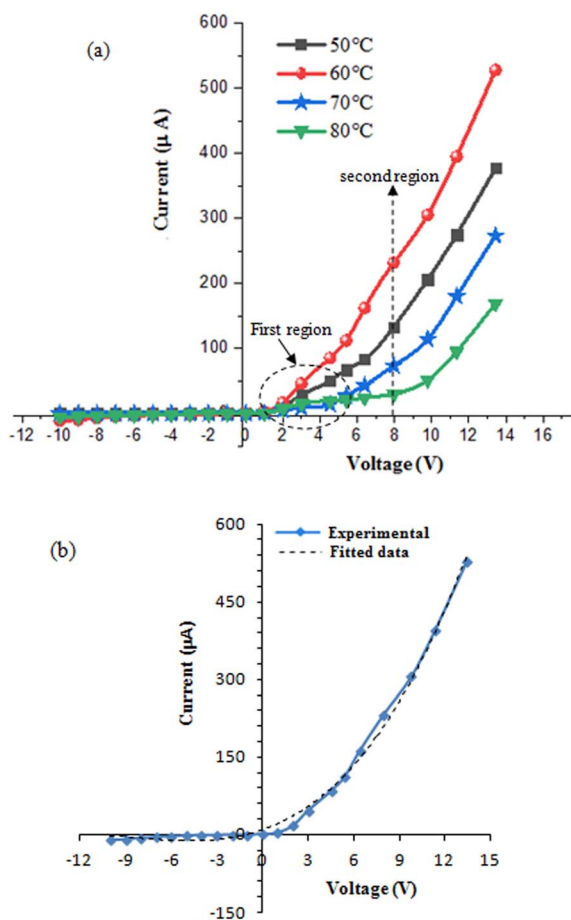 (a)
600
500
400
300
200
100
Current (μ A)
50°C
60°C
70°C
80°C
second region
First region
-12 -10 -8 -6 -4 -2 0 2 4 6 8 10 12 14 16
Voltage (V)
(b)
600
450
300
150
0
-150
Current (μA)
Experimental
Fitted data
-12 -9 -6 -3 0 3 6 9 12 15
Voltage (V)